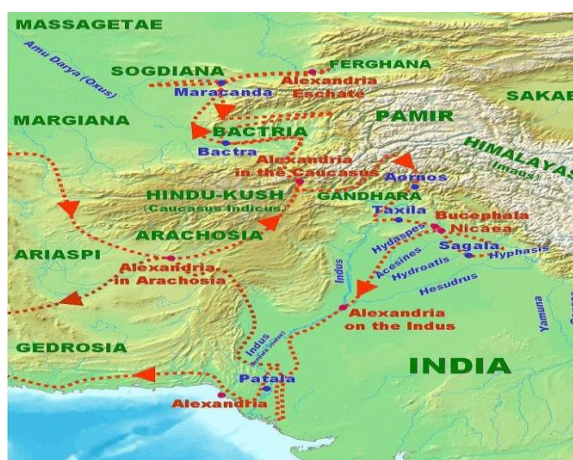 MASSAGETAE
Amu Darya (Oxus)
SOGDIANA
FERGHANA
Maracanda
Alexandria
Eschate
SAKAE
MARGIANA
BACTRIA
PAMIR
Bactra
Alexandria
in the Caucasus
HIMALAYAS
(Imaus)
Aornos
HINDU-KUSH
(Caucasus Indicus)
GANDHARA
Taxila
Bucephala
Nicaea
ARACHOSIA
Hydaspes
Sagala
ARIASPI
Acesines
Hyphasis
Alexandria
in Arachosia
Indus
Hydroatis
Hesudrus
Alexandria
on the Indus
Yamuna
GEDROSIA
Indus
INDIA
Patala
Alexandria